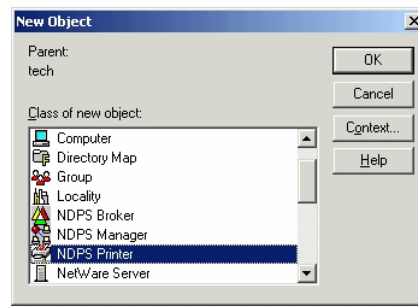 New Object
Parent:
tech
Class of new object:
Computer
Directory Map
Group
Locality
NDPS Broker
NDPS Manager
NDPS Printer
NetWare Server
OK
Cancel
Context...
Help